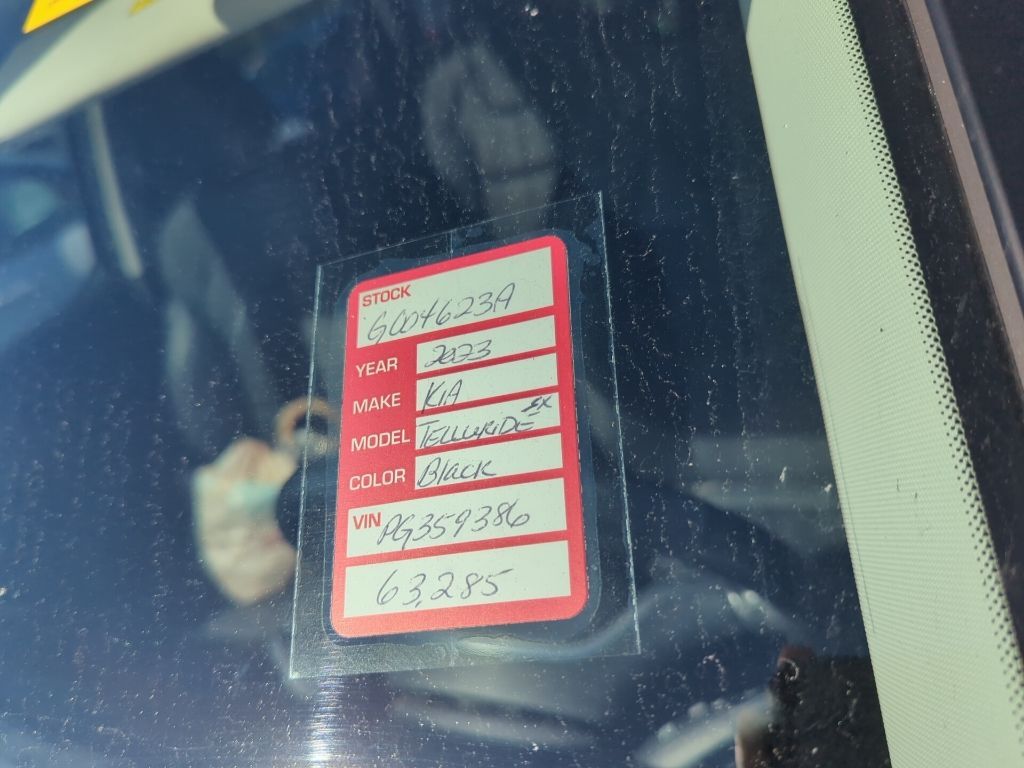 STOCK
GC04623A
YEAR 2023
MAKE KIA
MODEL TELLURIDE EX
COLOR Black
VIN PG359386
63,285